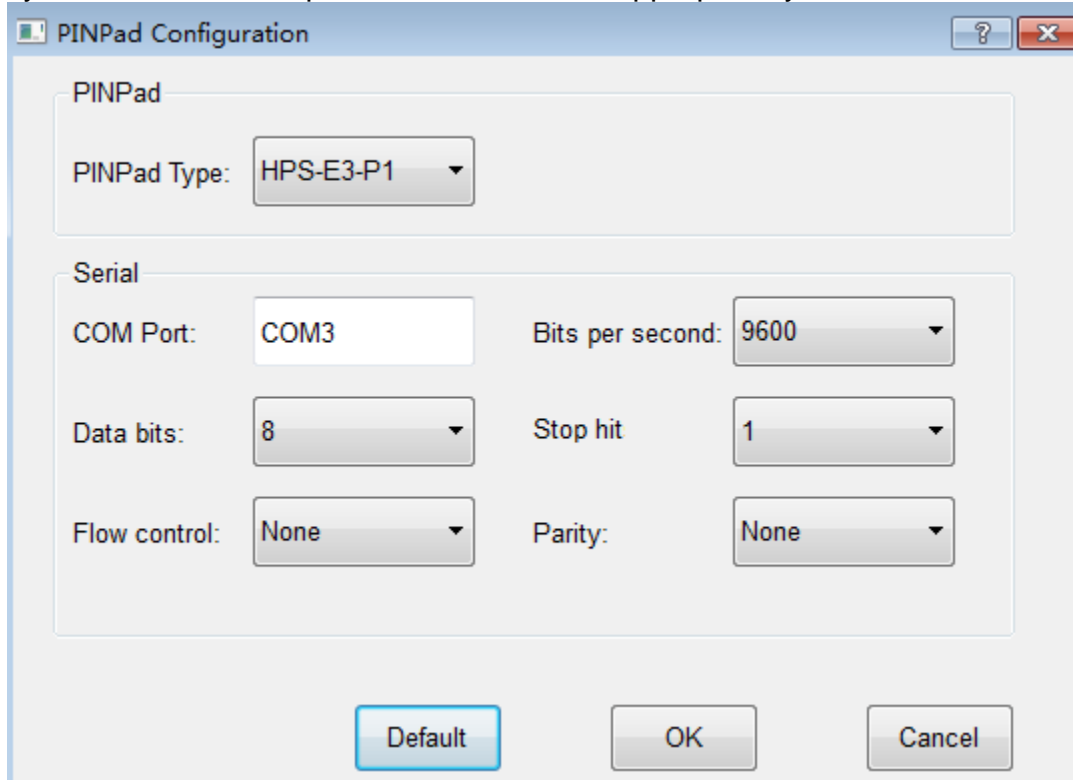 PINPad Configuration
PINPad
PINPad Type: HPS-E3-P1
Serial
COM Port: COM3 Bits per second: 9600
Data bits: 8 Stop hit 1
Flow control: None Parity: None
Default OK Cancel